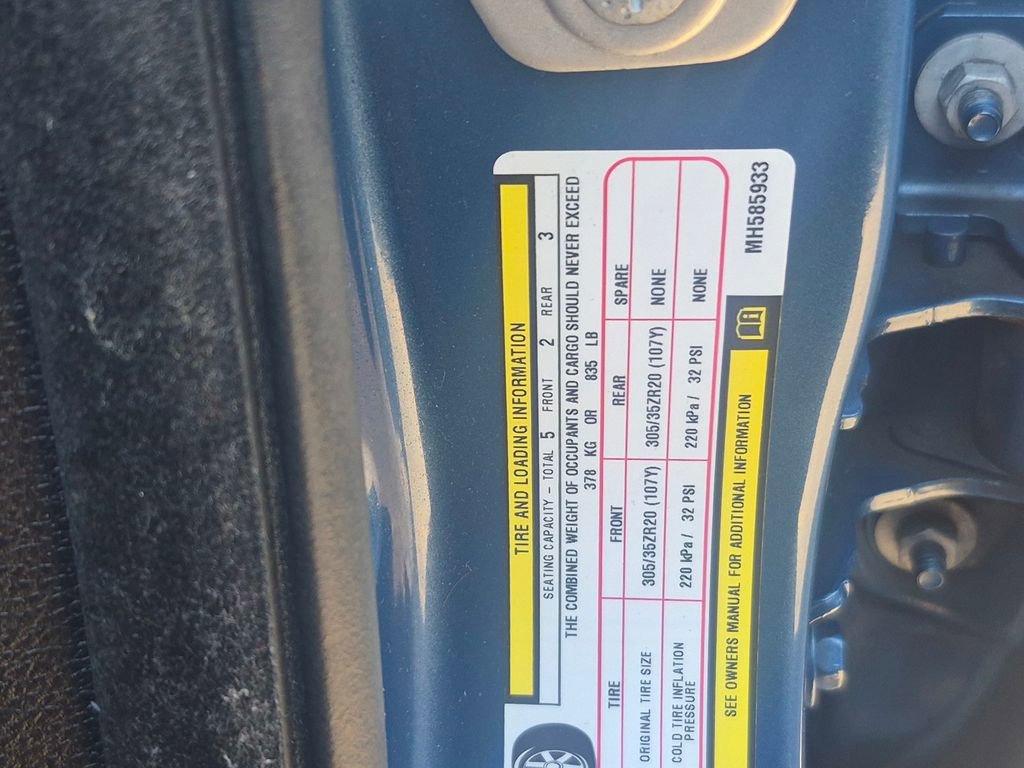 TIRE AND LOADING INFORMATION
SEATING CAPACITY – TOTAL 5 FRONT 2 REAR 3
THE COMBINED WEIGHT OF OCCUPANTS AND CARGO SHOULD NEVER EXCEED
378 KG OR 835 LB
TIRE FRONT REAR SPARE
ORIGINAL TIRE SIZE 305/35ZR20 (107Y) 305/35ZR20 (107Y) NONE
COLD TIRE INFLATION PRESSURE 220 kPa / 32 PSI 220 kPa / 32 PSI NONE
SEE OWNERS MANUAL FOR ADDITIONAL INFORMATION
MH585933